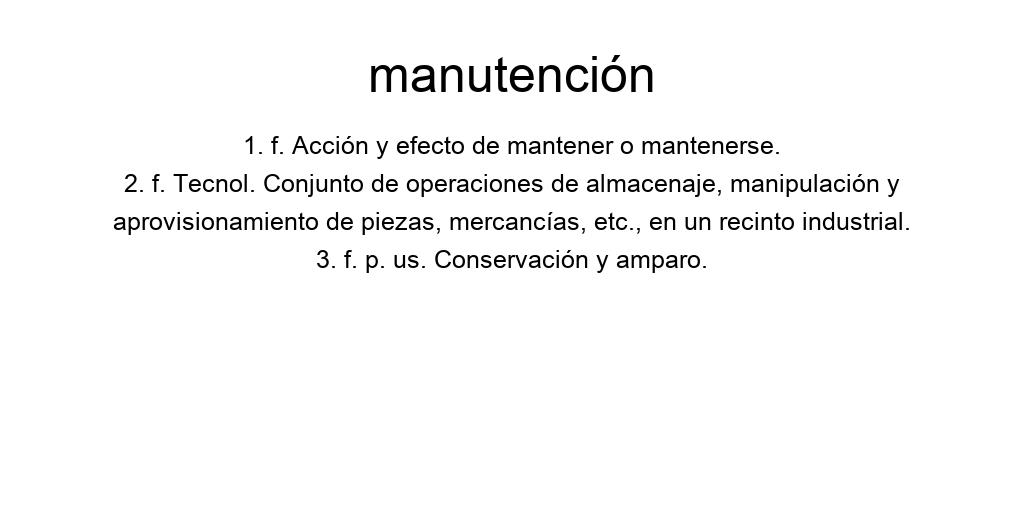 manutención
1. f. Acción y efecto de mantener o mantenerse.
2. f. Tecnol. Conjunto de operaciones de almacenaje, manipulación y
aprovisionamiento de piezas, mercancías, etc., en un recinto industrial.
3. f. p. us. Conservación y amparo.